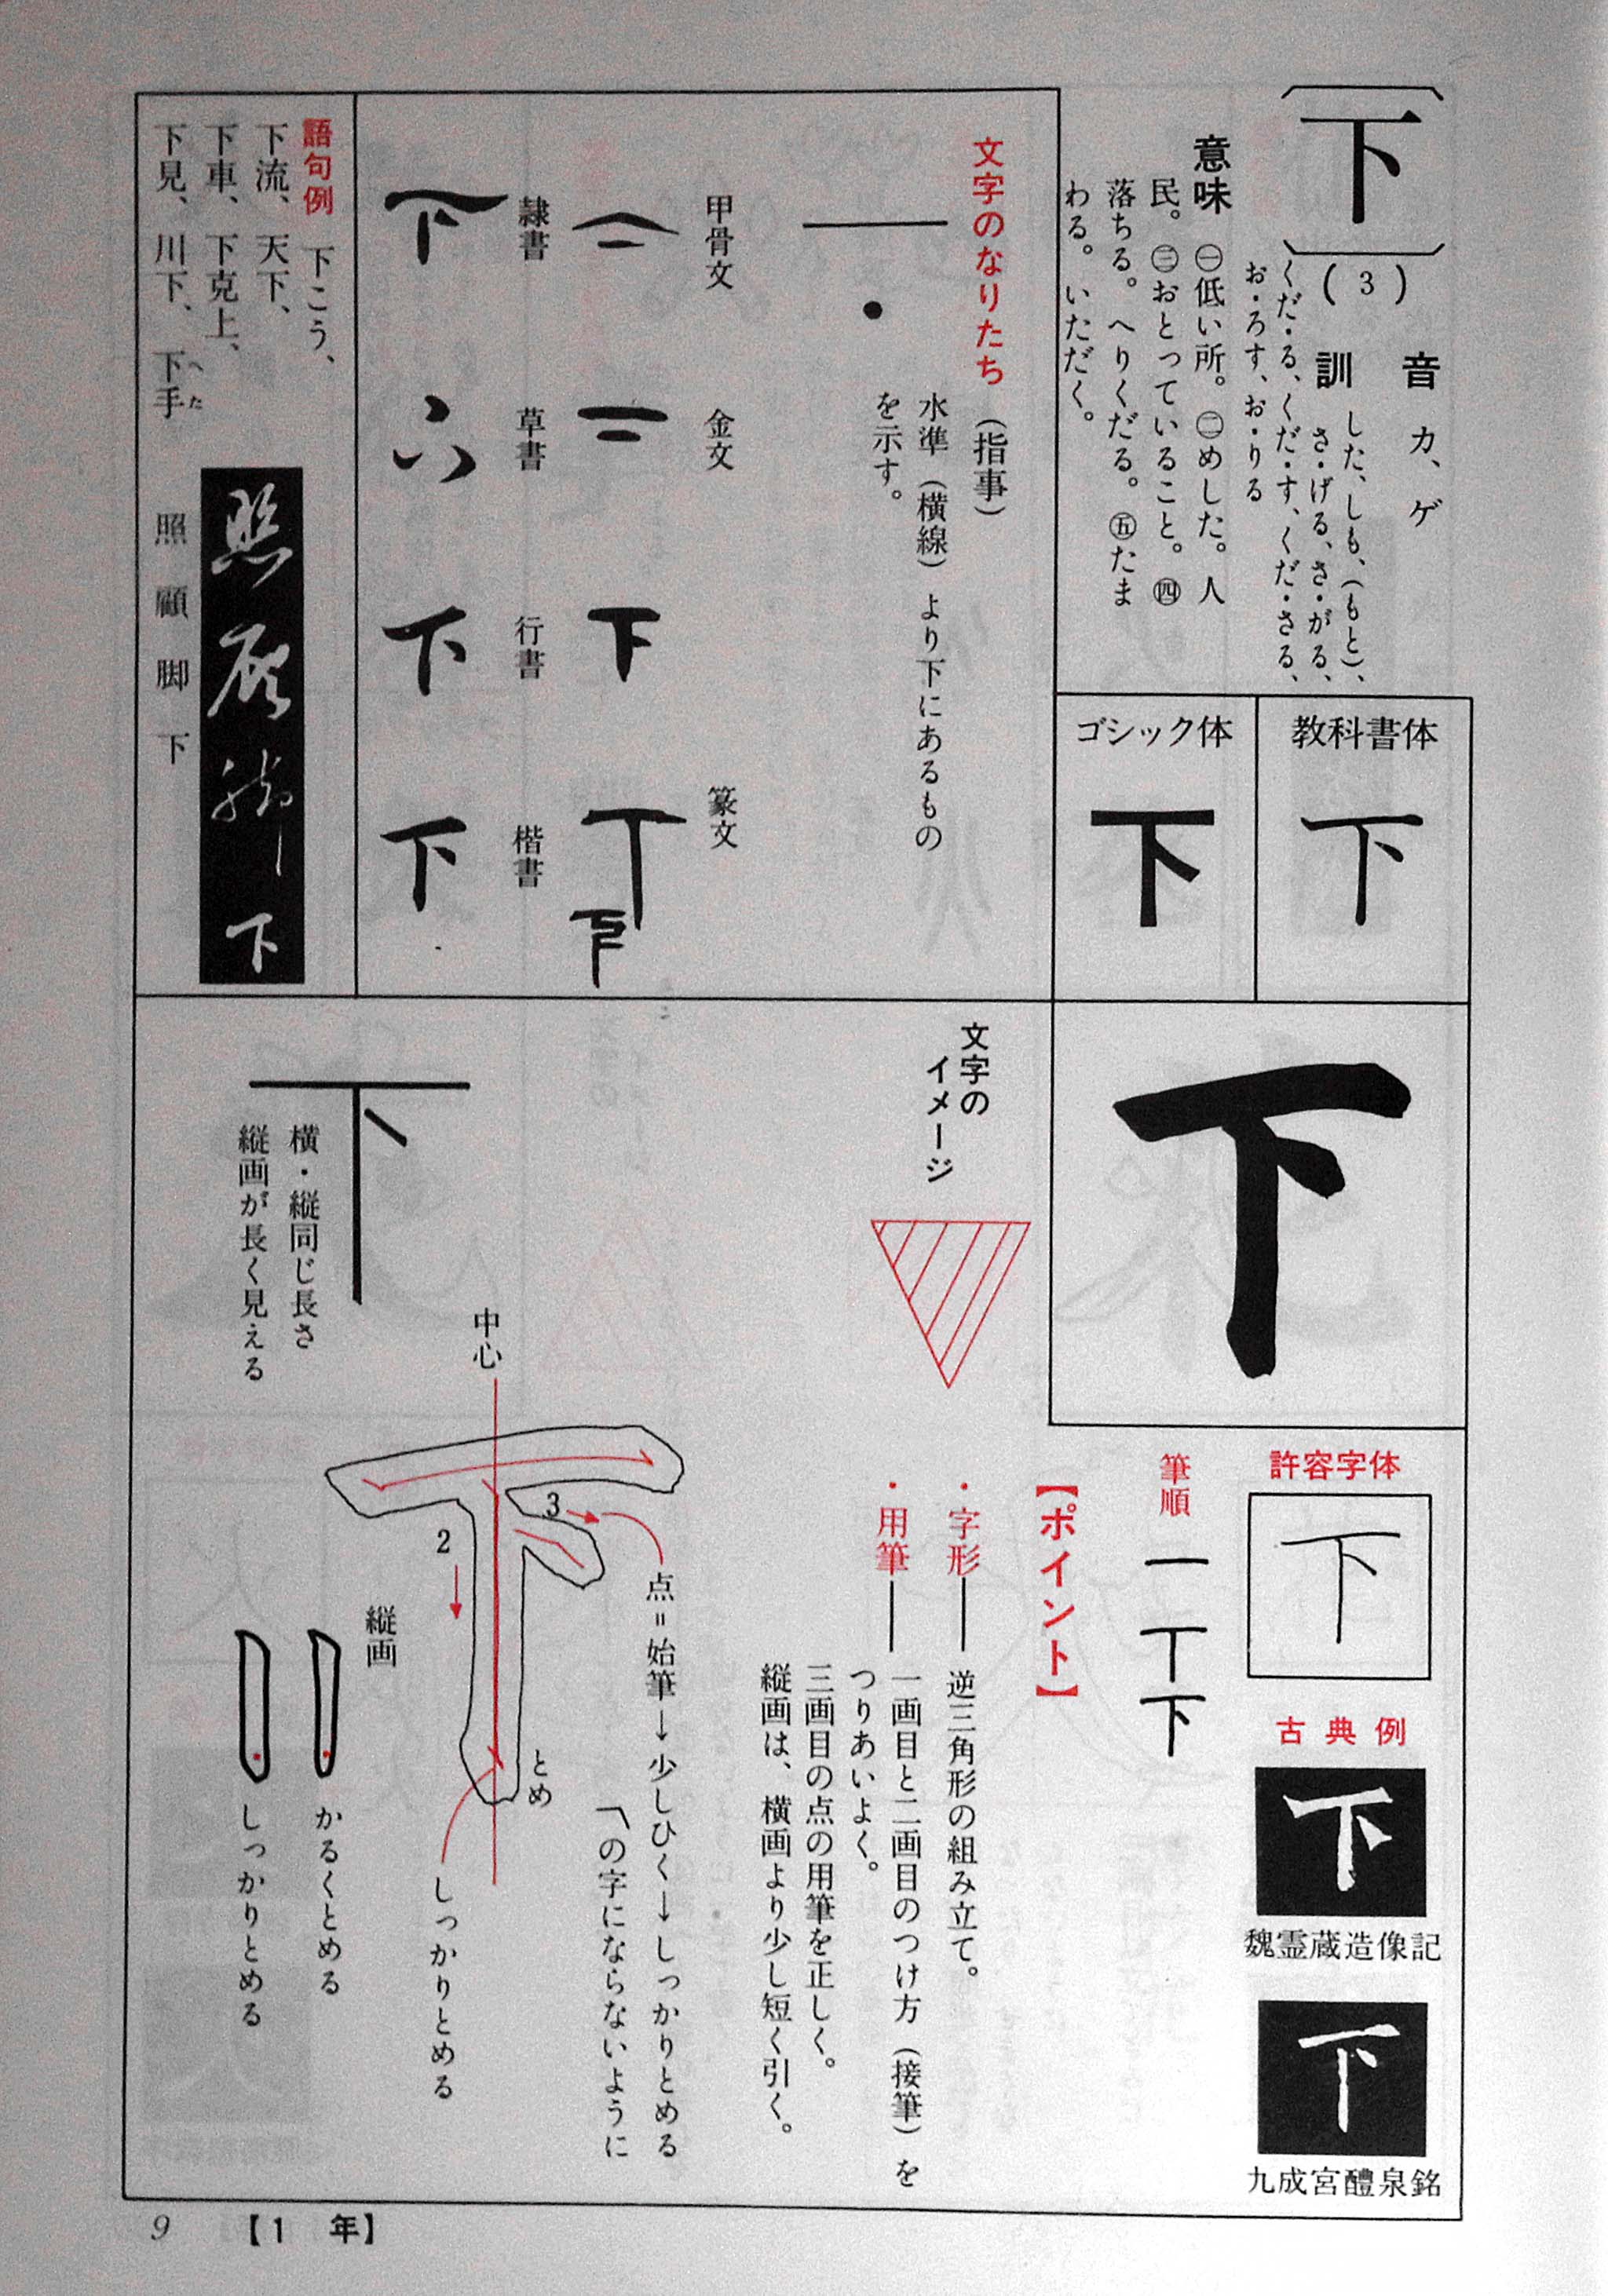 下
(3)
音 カ、ゲ
訓 した、しも、(もと)、
さ・げる、さ・がる、
くだ・る、くだ・す、くだ・さる、
お・ろす、お・りる
意味 ㊀低い所。㊁めした。人
民。㊂おとっていること。㊃
落ちる。へりくだる。㊄たま
わる。いただく。
教科書体
下
ゴシック体
下
文字のなりたち (指事)
水準(横線)より下にあるもの
を示す。
甲骨文
金文
篆文
隷書
草書
行書
楷書
下
下
下
語句例 下こう、
下流、天下、
下車、下克上、
下見、川下、下手
へた
照顧脚下
照顧脚下
下
許容字体
下
古典例
下
魏霊蔵造像記
下
九成宮醴泉銘
筆順 一 丅 下
【ポイント】
・字形――逆三角形の組み立て。
・用筆――一画目と二画目のつけ方(接筆)を
つりあいよく。
三画目の点の用筆を正しく。
縦画は、横画より少し短く引く。
文字の
イメージ
下
横・縦同じ長さ
縦画が長く見える
中心
2
3
点=始筆→少しひく→しっかりとめる
「の字にならないように
とめ
しっかりとめる
縦画
かるくとめる
しっかりとめる
9 【1 年】